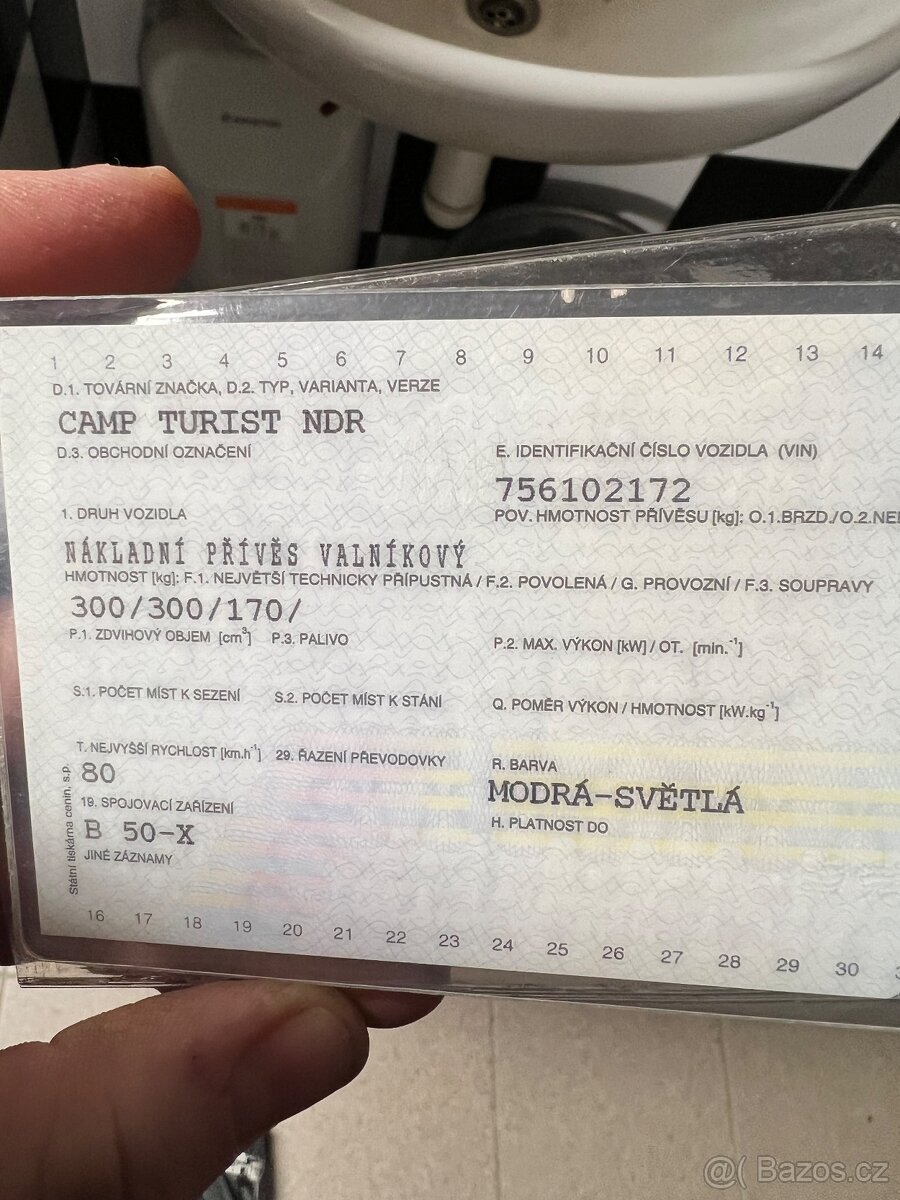 1 2 3 4 5 6 7 8 9 10 11 12 13 14
D.1. TOVÁRNÍ ZNAČKA, D.2. TYP, VARIANTA, VERZE
CAMP TURIST NDR
D.3. OBCHODNÍ OZNAČENÍ
E. IDENTIFIKAČNÍ ČÍSLO VOZIDLA (VIN)
756102172
1. DRUH VOZIDLA
POV. HMOTNOST PŘÍVĚSU [kg]: O.1.BRZD./O.2.NE
NÁKLADNÍ PŘÍVĚS VALNÍKOVÝ
HMOTNOST [kg]: F.1. NEJVĚTŠÍ TECHNICKY PŘÍPUSTNÁ / F.2. POVOLENÁ / G. PROVOZNÍ / F.3. SOUPRAVY
300/300/170/
P.1. ZDVIHOVÝ OBJEM [cm³] P.3. PALIVO
P.2. MAX. VÝKON [kW] / OT. [min.⁻¹]
S.1. POČET MÍST K SEZENÍ S.2. POČET MÍST K STÁNÍ
Q. POMĚR VÝKON / HMOTNOST [kW.kg⁻¹]
T. NEJVYŠŠÍ RYCHLOST [km.h⁻¹] 29. ŘAZENÍ PŘEVODOVKY
R. BARVA
80
MODRÁ-SVĚTLÁ
19. SPOJOVACÍ ZAŘÍZENÍ
H. PLATNOST DO
B 50-X
JINÉ ZÁZNAMY
Státní tiskárna cenin, s.p.
16 17 18 19 20 21 22 23 24 25 26 27 28 29 30
@( Bazos.cz